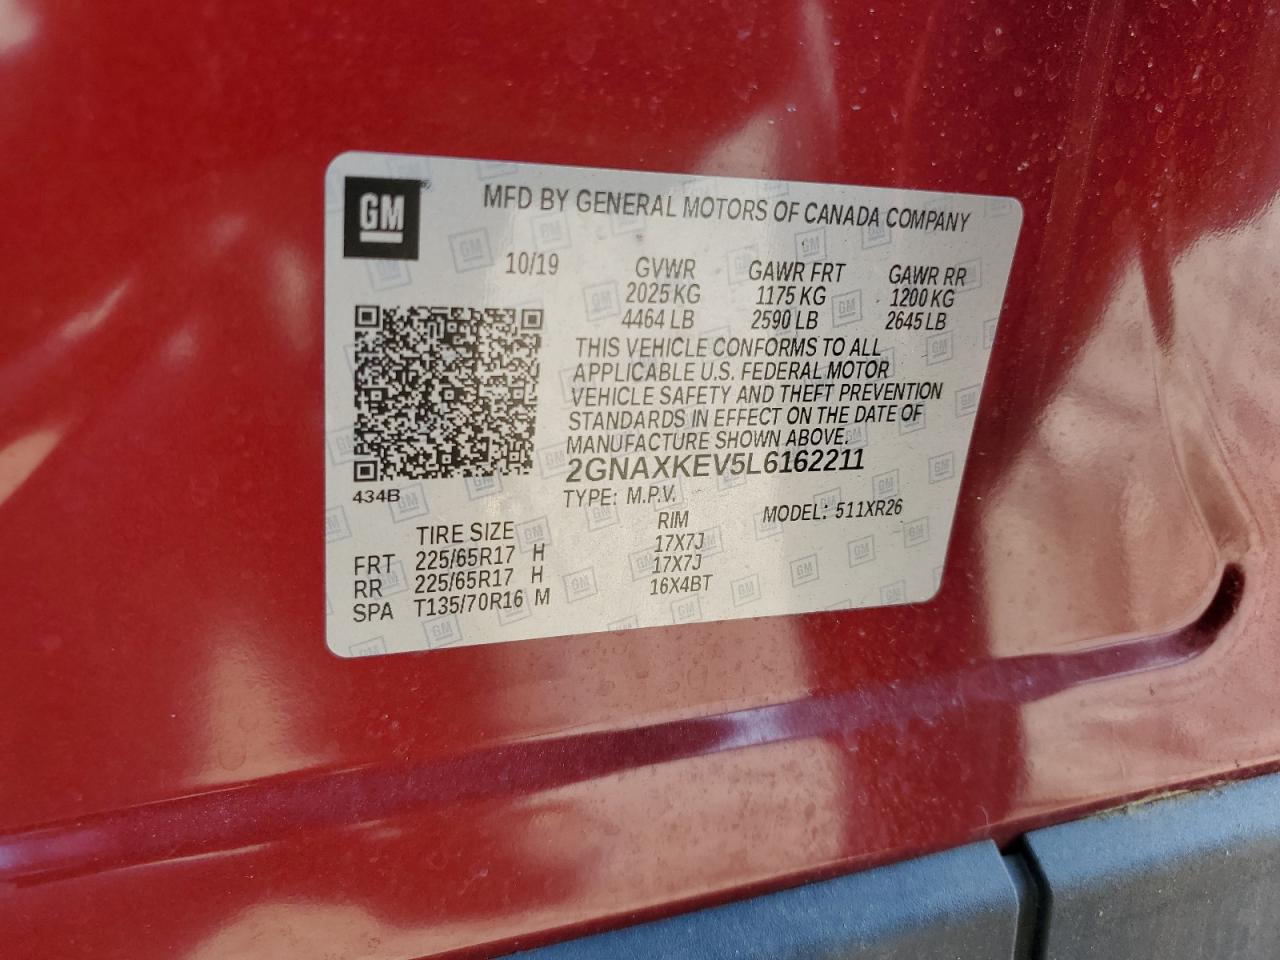 GM
MFD BY GENERAL MOTORS OF CANADA COMPANY
10/19 GVWR GAWR FRT GAWR RR
2025 KG 1175 KG 1200 KG
4464 LB 2590 LB 2645 LB
THIS VEHICLE CONFORMS TO ALL
APPLICABLE U.S. FEDERAL MOTOR
VEHICLE SAFETY AND THEFT PREVENTION
STANDARDS IN EFFECT ON THE DATE OF
MANUFACTURE SHOWN ABOVE.
2GNAXKEV5L6162211
434B
TYPE: M.P.V. MODEL: 511XR26
TIRE SIZE RIM
FRT 225/65R17 H 17X7J
RR 225/65R17 H 17X7J
SPA T135/70R16 M 16X4BT